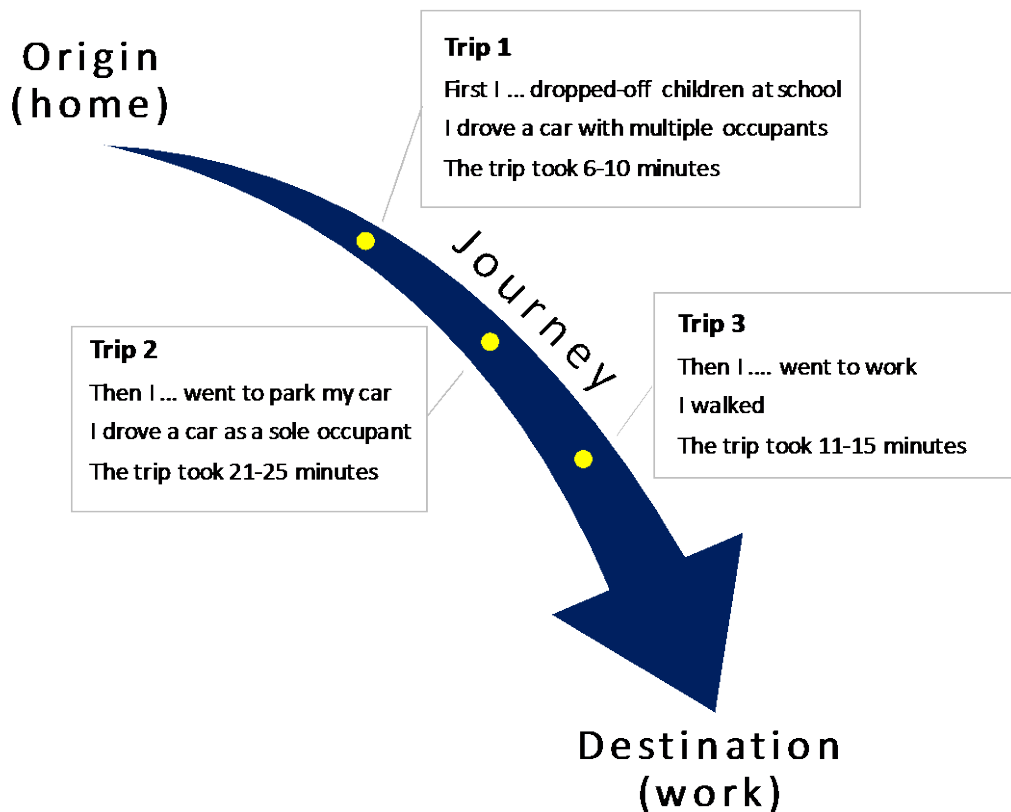 Origin
(home)
Trip 1
First I ... dropped-off children at school
I drove a car with multiple occupants
The trip took 6-10 minutes
Journey
Trip 2
Then I ... went to park my car
I drove a car as a sole occupant
The trip took 21-25 minutes
Trip 3
Then I .... went to work
I walked
The trip took 11-15 minutes
Destination
(work)